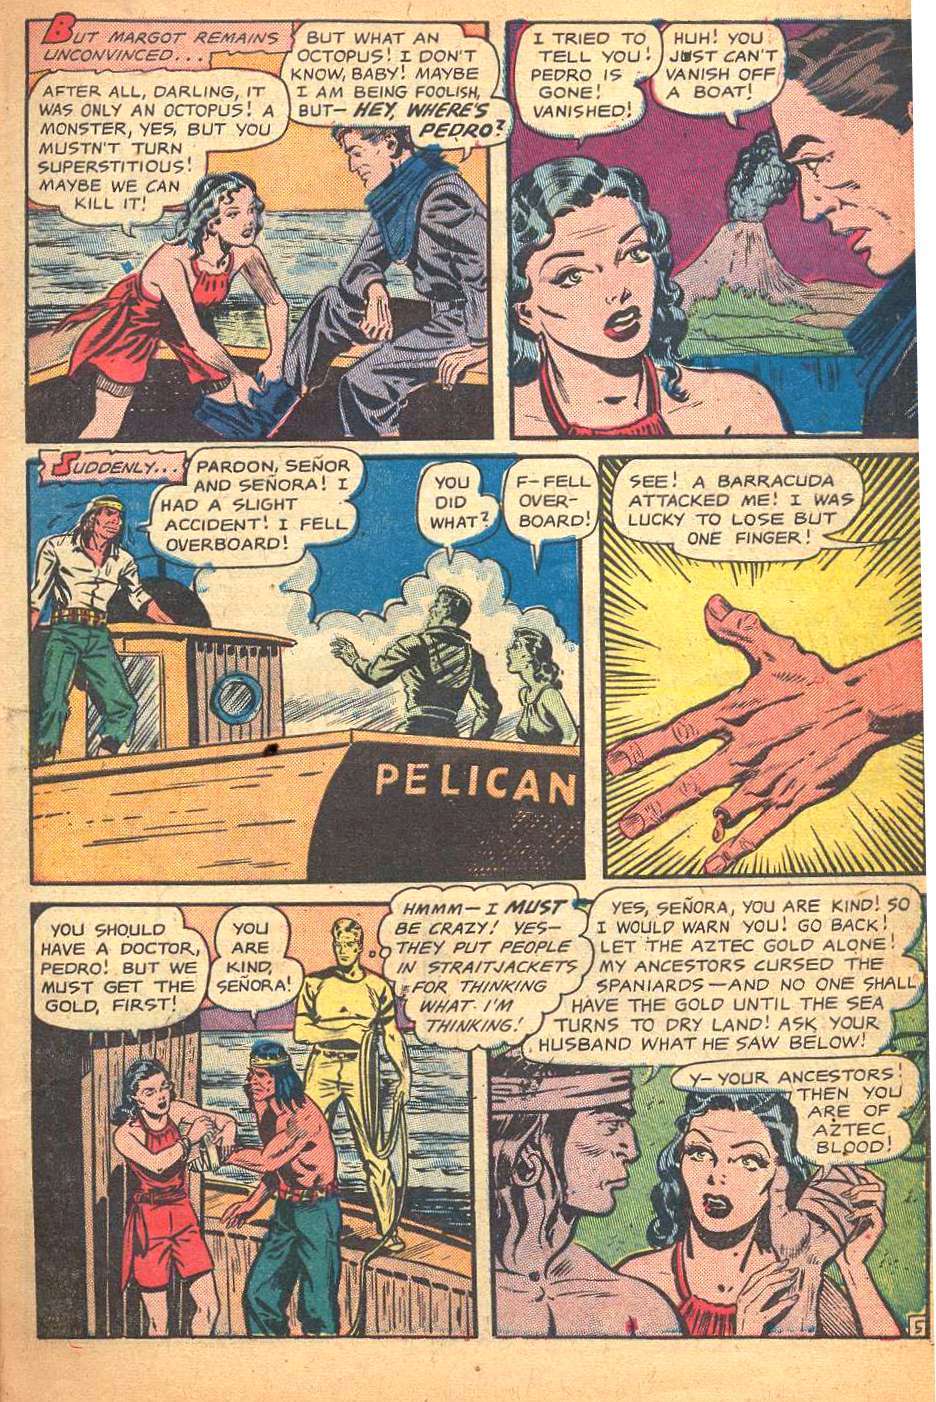 BUT MARGOT REMAINS
UNCONVINCED...
AFTER ALL, DARLING, IT
WAS ONLY AN OCTOPUS! A
MONSTER, YES, BUT YOU
MUSTN'T TURN
SUPERSTITIOUS!
MAYBE WE CAN
KILL IT!
BUT WHAT AN
OCTOPUS! I DON'T
KNOW, BABY! MAYBE
I AM BEING FOOLISH,
BUT— HEY, WHERE'S
PEDRO?
I TRIED TO
TELL YOU!
PEDRO IS
GONE!
VANISHED!
HUH! YOU
JUST CAN'T
VANISH OFF
A BOAT!
SUDDENLY...
PARDON, SEÑOR
AND SEÑORA! I
HAD A SLIGHT
ACCIDENT! I FELL
OVERBOARD!
YOU
DID
WHAT?
F-FELL
OVER-
BOARD!
PELICAN
SEE! A BARRACUDA
ATTACKED ME! I WAS
LUCKY TO LOSE BUT
ONE FINGER!
YOU SHOULD
HAVE A DOCTOR,
PEDRO! BUT WE
MUST GET THE
GOLD, FIRST!
YOU
ARE
KIND,
SEÑORA!
HMMM—I MUST
BE CRAZY! YES—
THEY PUT PEOPLE
IN STRAITJACKETS
FOR THINKING
WHAT I'M
THINKING!
YES, SEÑORA, YOU ARE KIND! SO
I WOULD WARN YOU! GO BACK!
LET THE AZTEC GOLD ALONE!
MY ANCESTORS CURSED THE
SPANIARDS—AND NO ONE SHALL
HAVE THE GOLD UNTIL THE SEA
TURNS TO DRY LAND! ASK YOUR
HUSBAND WHAT HE SAW BELOW!
Y-YOUR ANCESTORS!
THEN YOU
ARE OF
AZTEC
BLOOD!
5